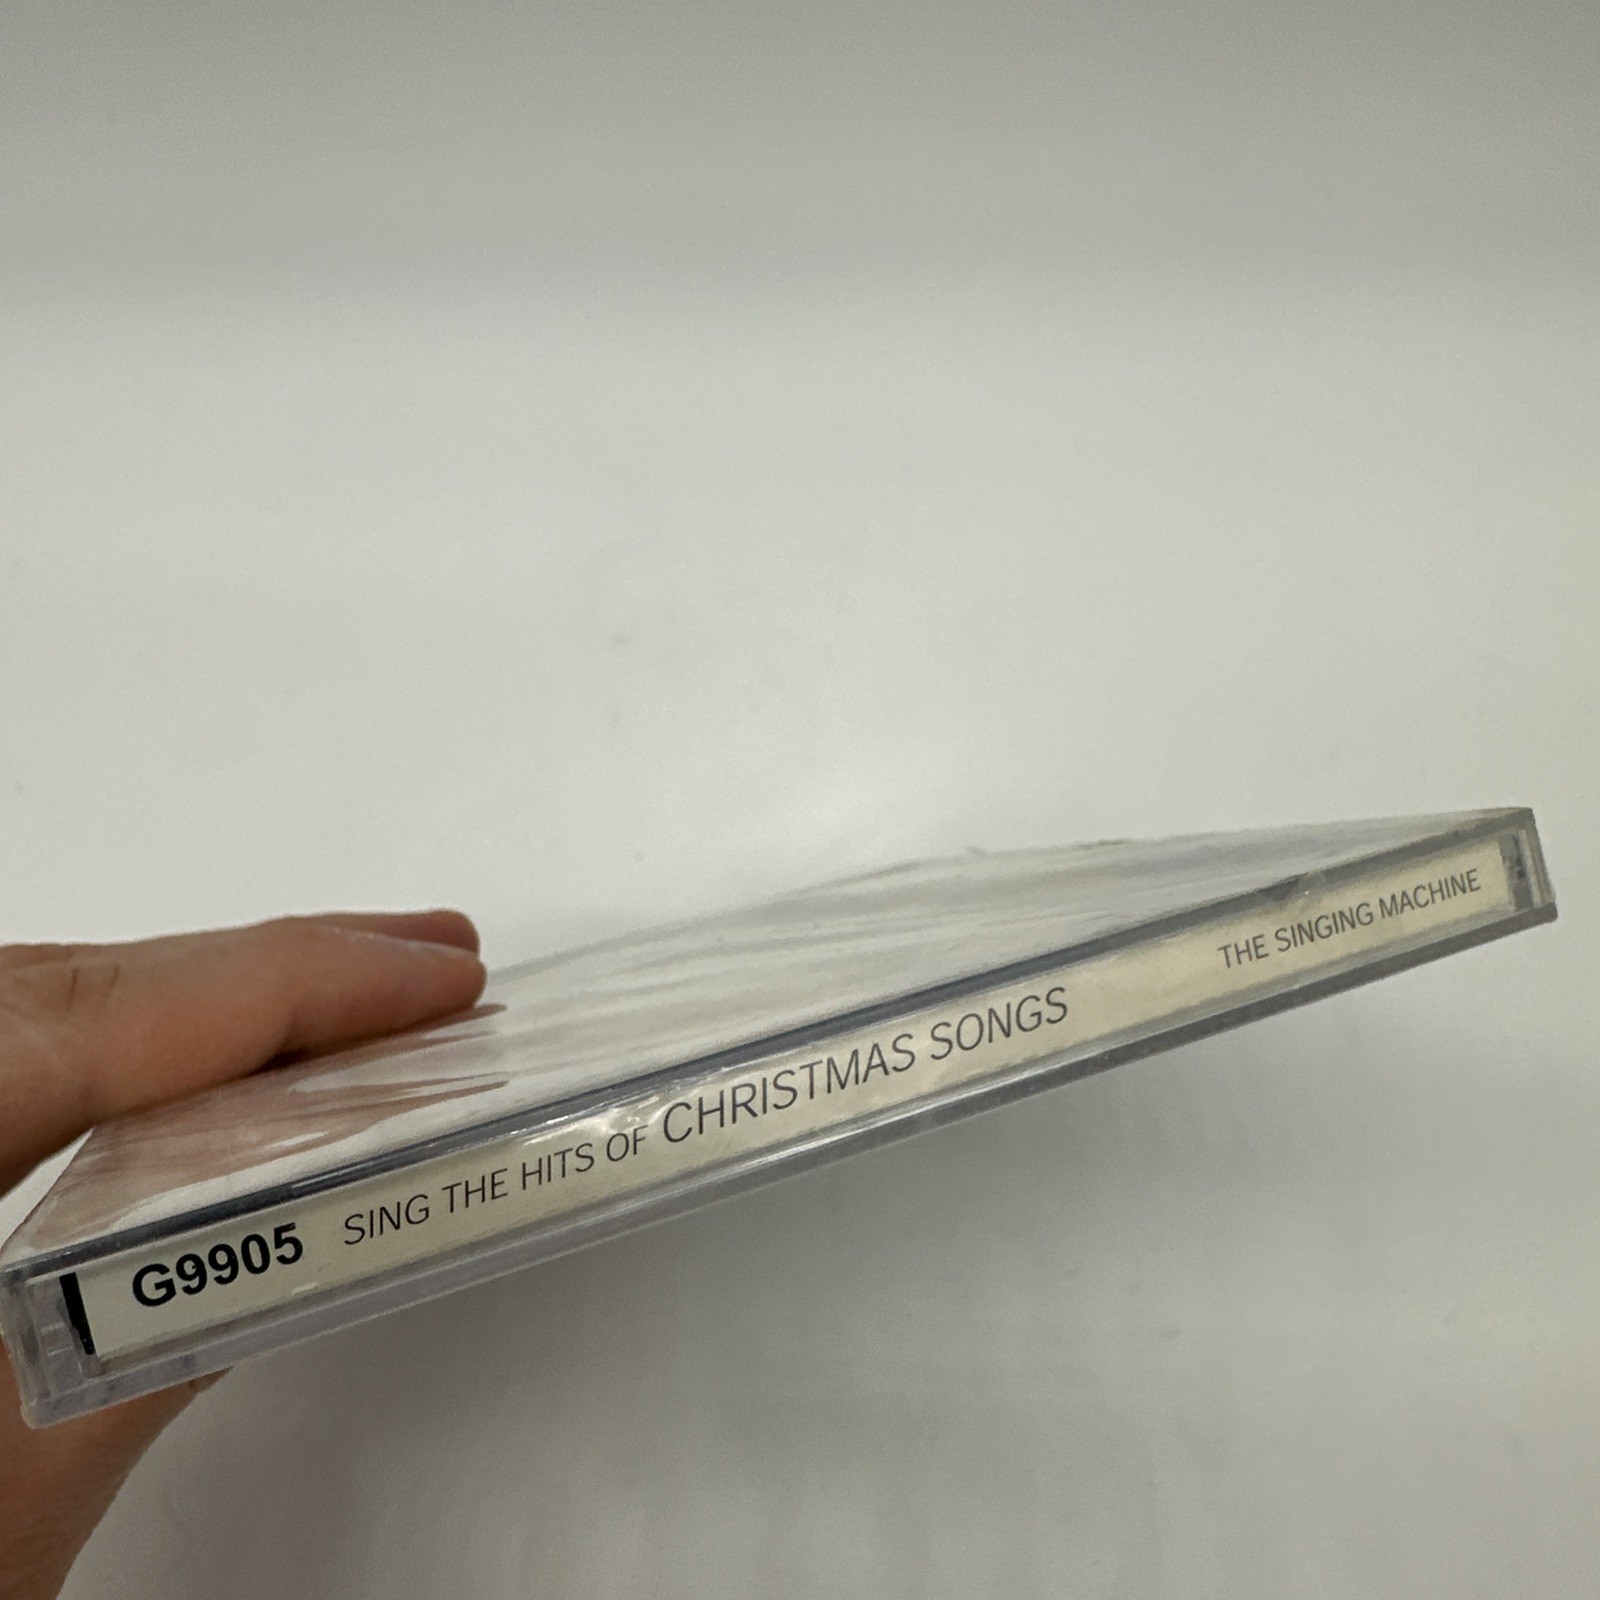 G9905 SING THE HITS OF CHRISTMAS SONGS THE SINGING MACHINE